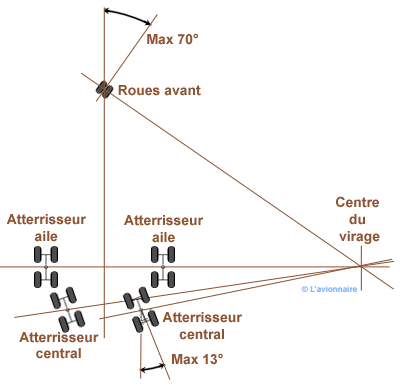 Max 70°
Roues avant
Centre
du
virage
Atterrisseur
aile
Atterrisseur
aile
© L'avionnaire
Atterrisseur
central
Atterrisseur
central
Max 13°